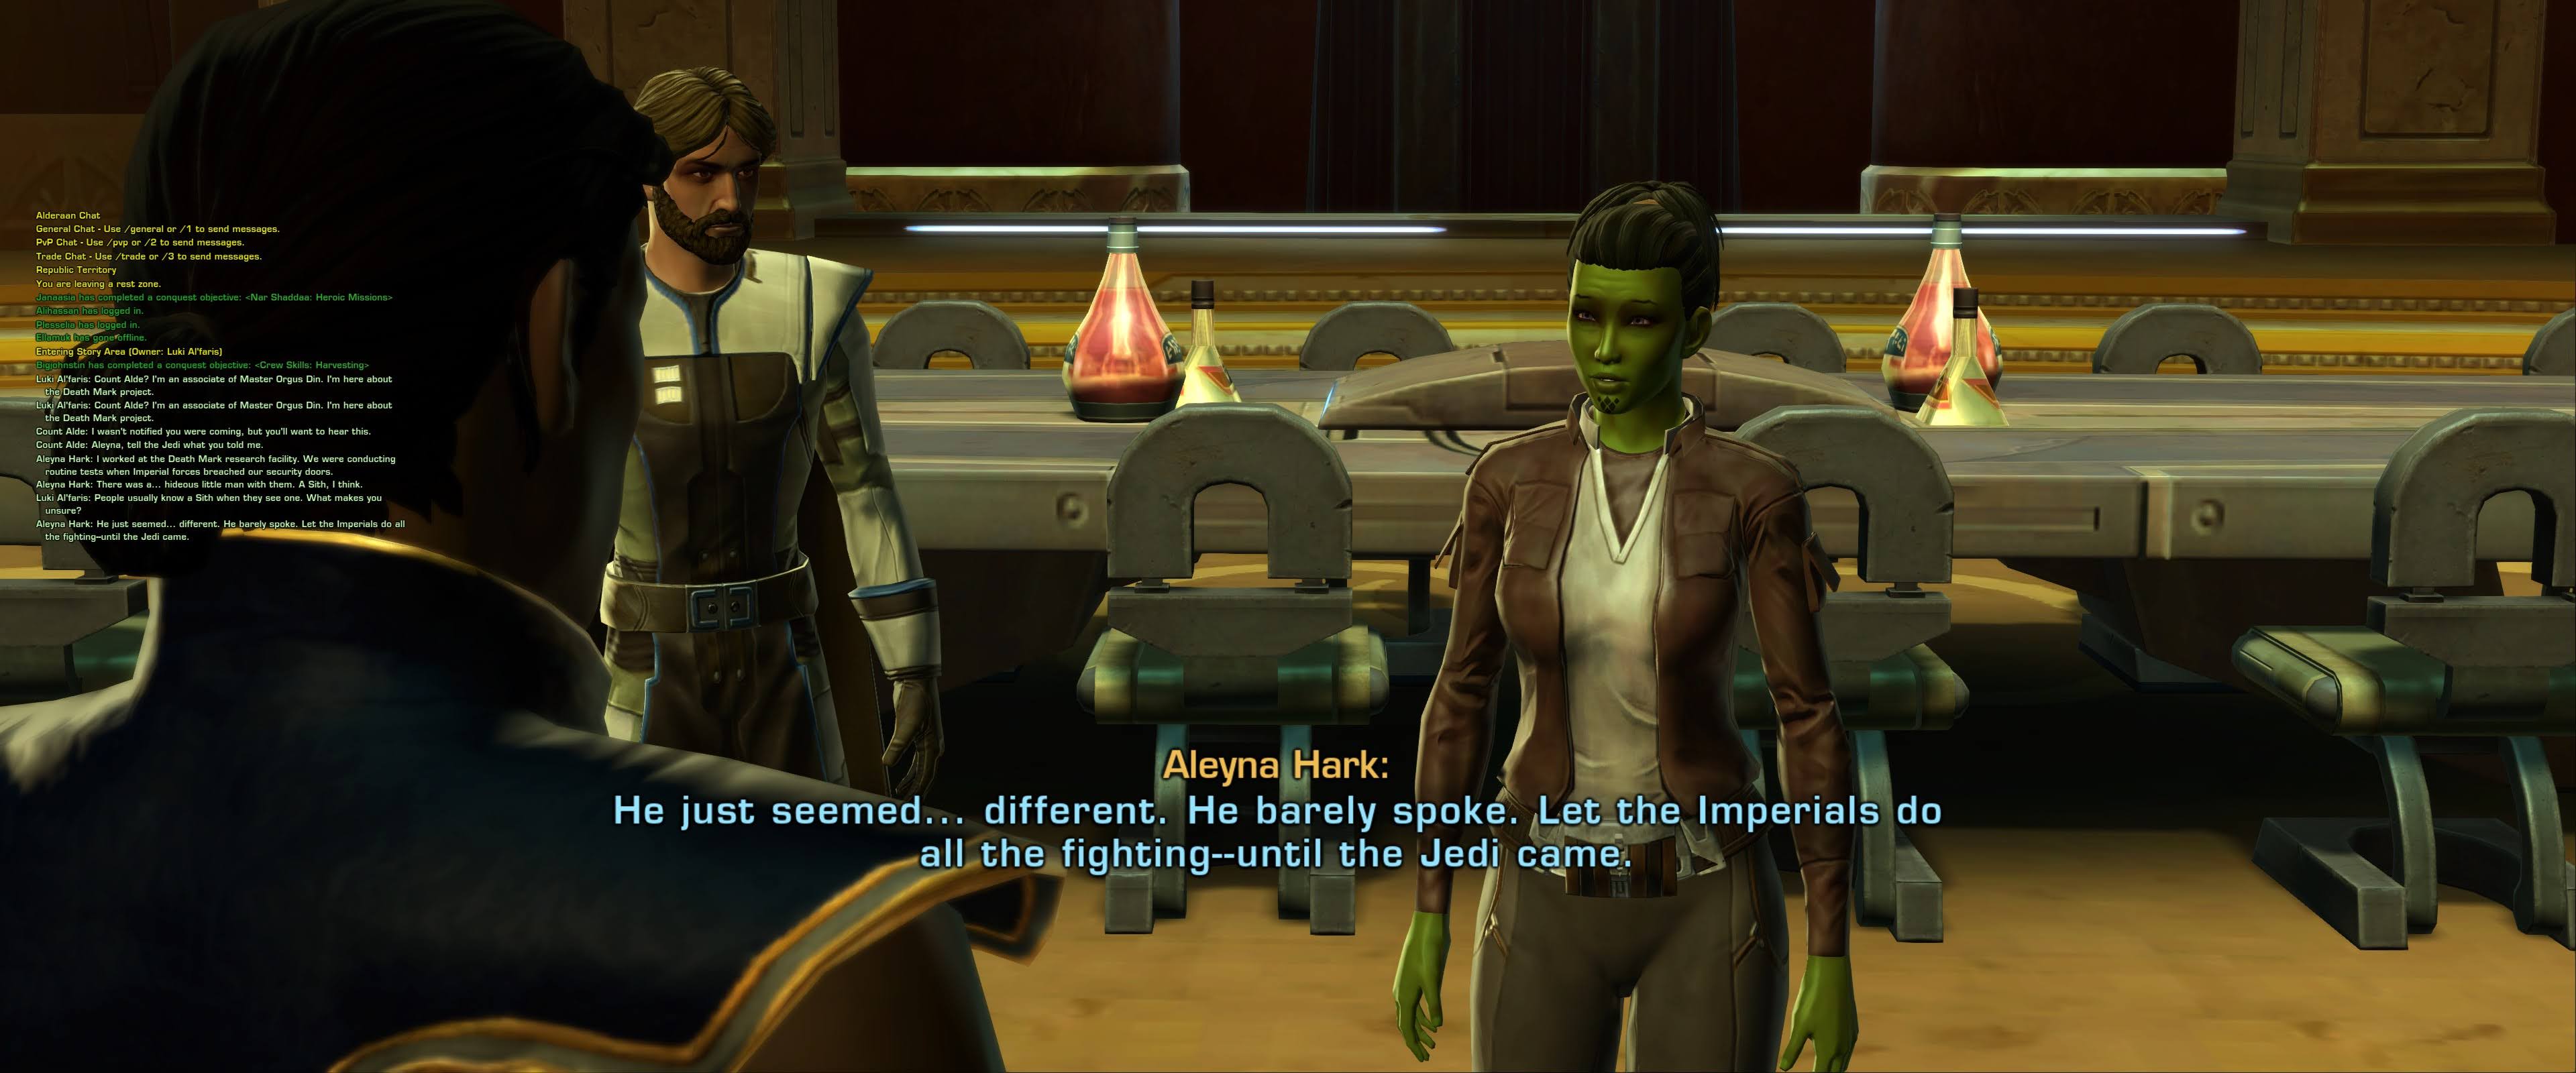 Alderaan Chat
General Chat - Use /general or /1 to send messages.
PvP Chat - Use /pvp or /2 to send messages.
Trade Chat - Use /trade or /3 to send messages.
Republic Territory
You are leaving a rest zone.
Janaasia has completed a conquest objective: <Nar Shaddaa: Heroic Missions>
Alihassan has logged in.
Plesselia has logged in.
Ellamuk has gone offline.
Entering Story Area (Owner: Luki Al'faris)
Bigjohnstin has completed a conquest objective: <Crew Skills: Harvesting>
Luki Al'faris: Count Alde? I'm an associate of Master Orgus Din. I'm here about
the Death Mark project.
Luki Al'faris: Count Alde? I'm an associate of Master Orgus Din. I'm here about
the Death Mark project.
Count Alde: I wasn't notified you were coming, but you'll want to hear this.
Count Alde: Aleyna, tell the Jedi what you told me.
Aleyna Hark: I worked at the Death Mark research facility. We were conducting
routine tests when Imperial forces breached our security doors.
Aleyna Hark: There was a... hideous little man with them. A Sith, I think.
Luki Al'faris: People usually know a Sith when they see one. What makes you
unsure?
Aleyna Hark: He just seemed... different. He barely spoke. Let the Imperials do all
the fighting--until the Jedi came.
Aleyna Hark:
He just seemed... different. He barely spoke. Let the Imperials do
all the fighting--until the Jedi came.